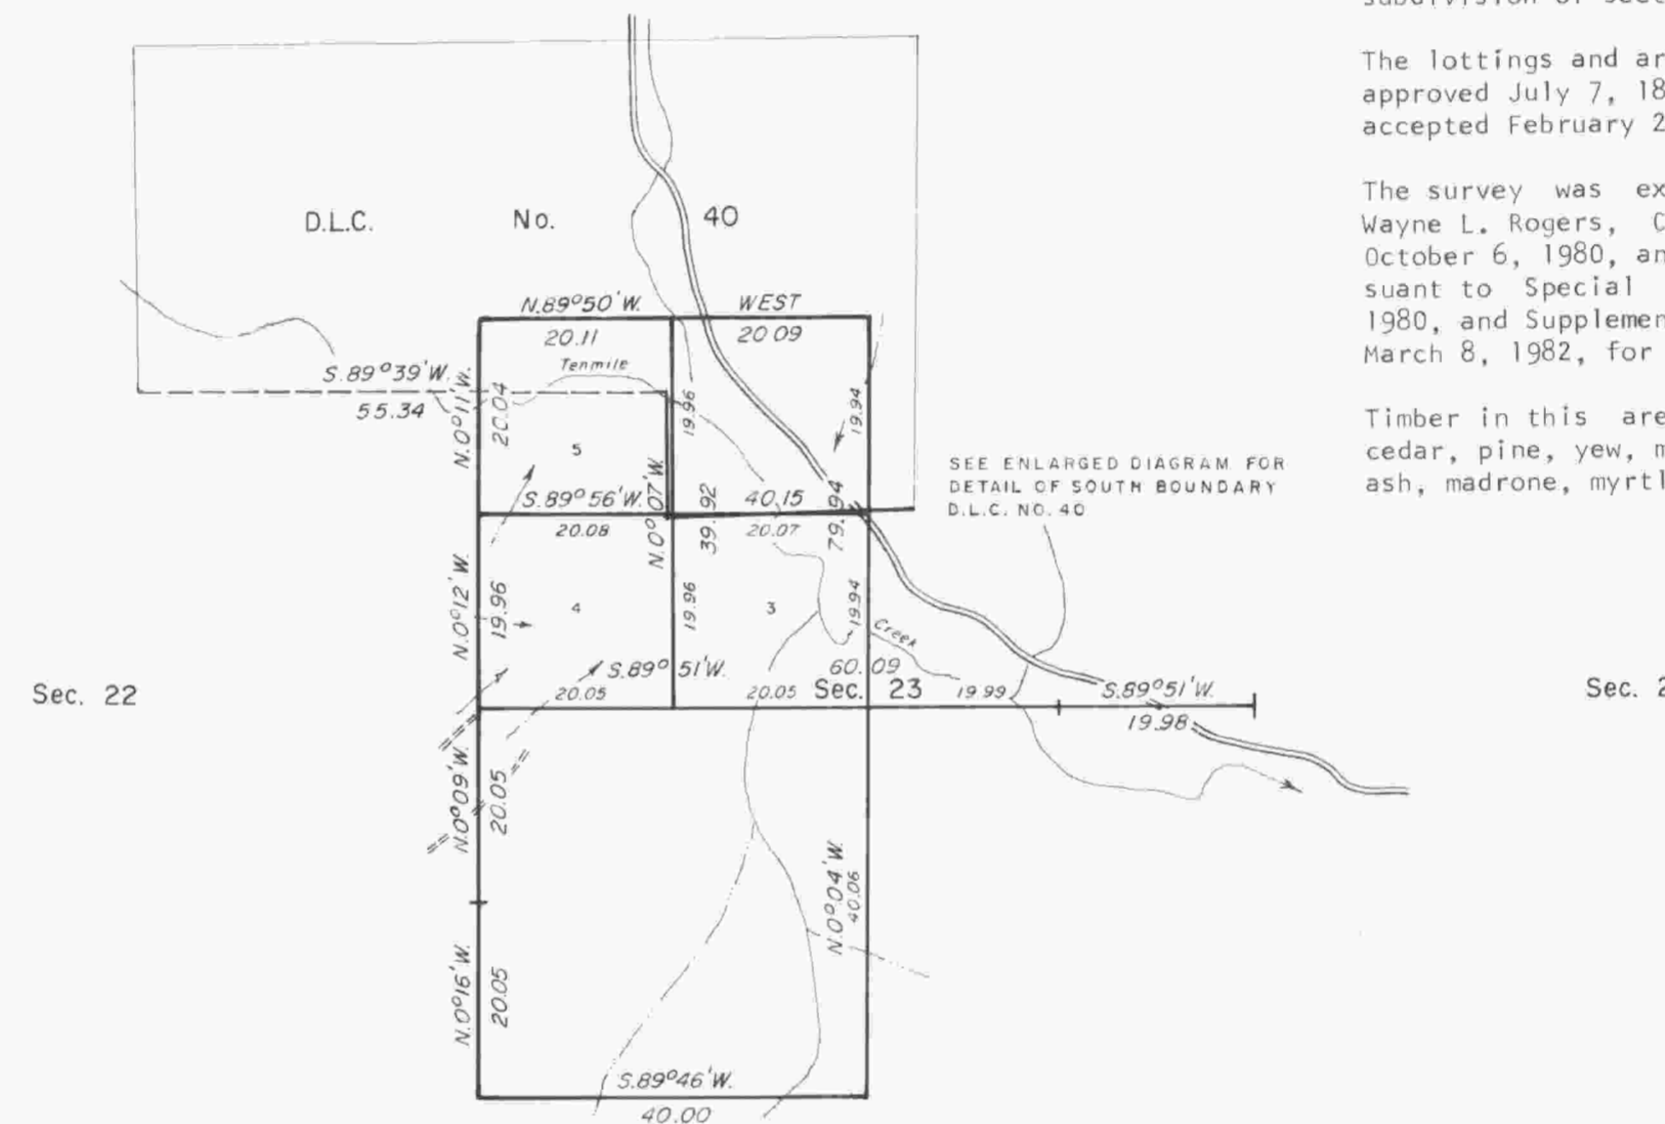 subdivision of sect
The lottings and ar
approved July 7, 18
accepted February 2
The survey was ex
Wayne L. Rogers, C
October 6, 1980, an
suant to Special
1980, and Supplemen
March 8, 1982, for
Timber in this are
cedar, pine, yew, m
ash, madrone, myrtl
D.L.C. No. 40
N.89°50'W. WEST
20.11 20 09
Tenmile
S.89°39'W.
55.34
N.0°11'W.
20.04
19.96
19.94
5
SEE ENLARGED DIAGRAM FOR
DETAIL OF SOUTH BOUNDARY
D.L.C. NO. 40
S.89°56'W. 40.15
20.08 20.07
N.0°07'W.
39.92
79.94
N.0°12'W.
19.96
4
19.96
3
19.94
Creek
S.89°51'W. 60.09
Sec. 22
20.05 20.05 Sec. 23 19.99 S.89°51'W.
19.98
Sec. 2
N.0°09'W.
20.05
N.0°04'W.
40.06
N.0°16'W.
20.05
S.89°46'W.
40.00